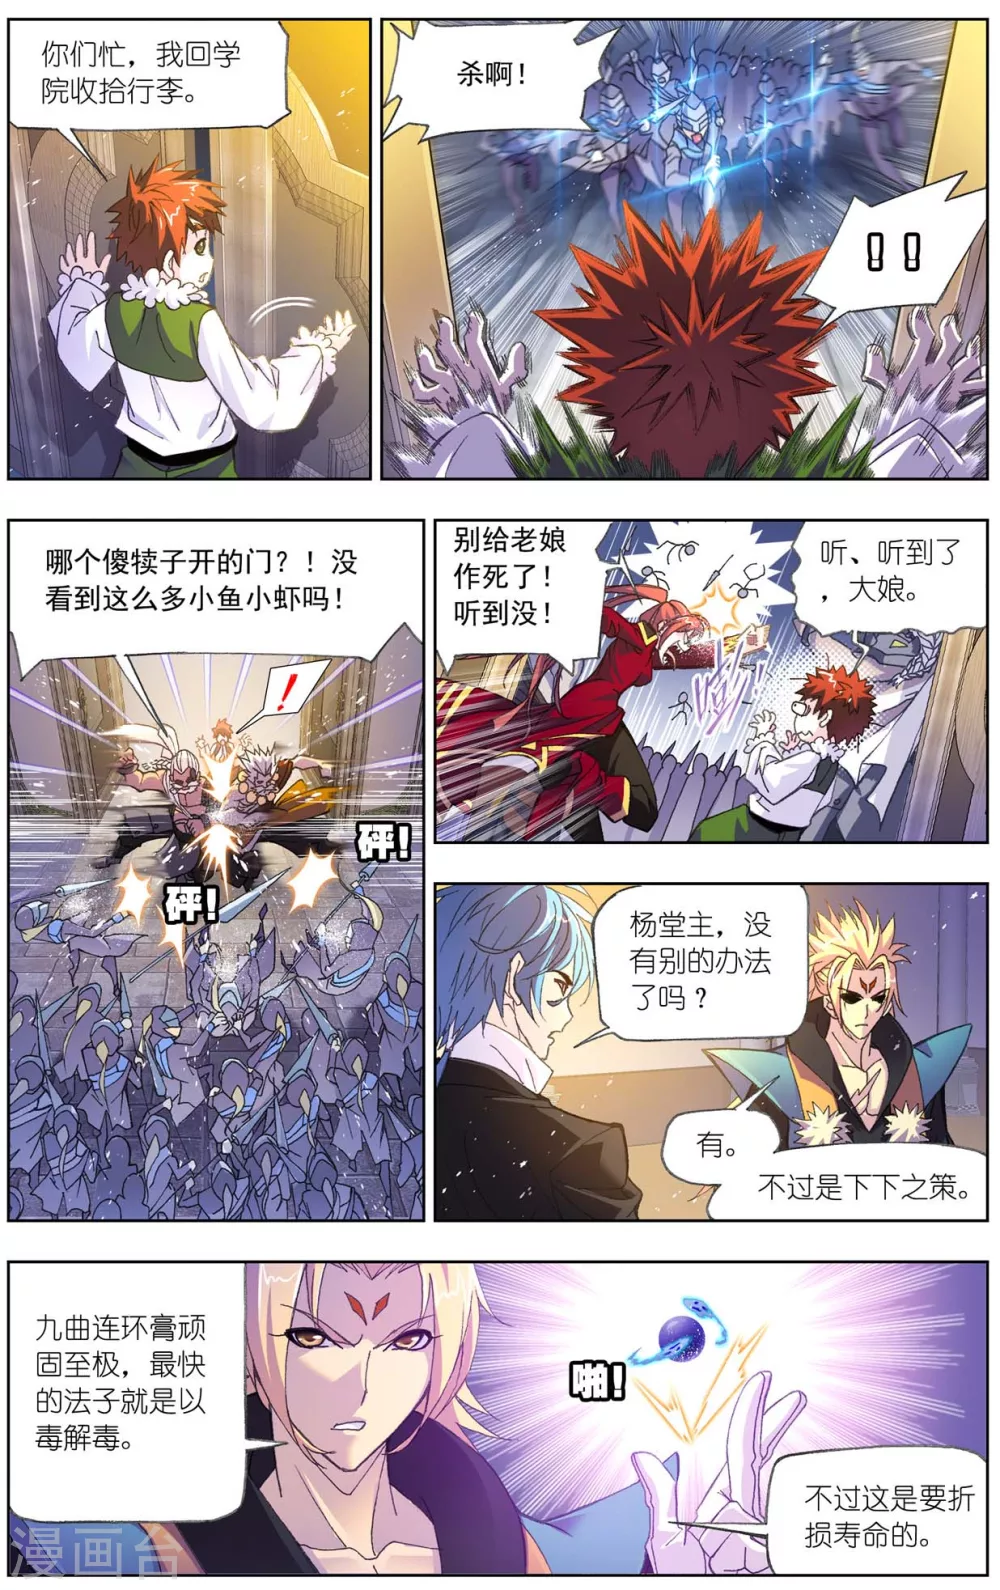 你们忙，我回学
院收拾行李。
杀啊！
！！
哪个傻犊子开的门？！没
看到这么多小鱼小虾吗！
！
砰！
砰！
别给老娘
作死了！
听到没！
听、听到了
，大娘。
杨堂主，没
有别的办法
了吗？
有。
不过是下下之策。
九曲连环膏顽
固至极，最快
的法子就是以
毒解毒。
啪！
不过这是要折
损寿命的。
漫画台